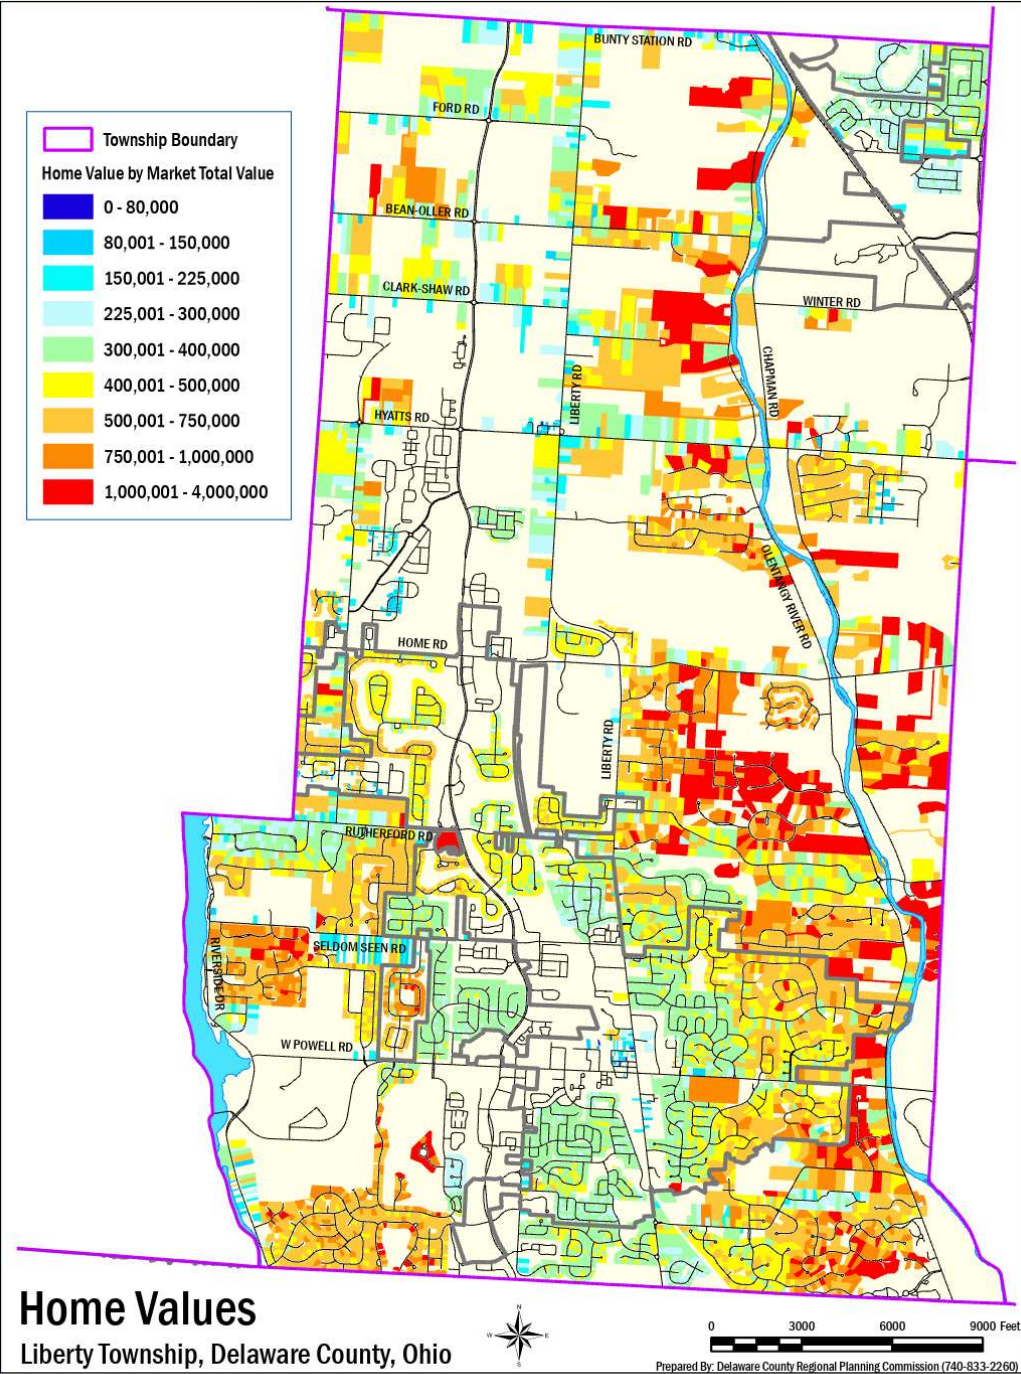 BUNTY STATION RD
FORD RD
Township Boundary
Home Value by Market Total Value
0 - 80,000
80,001 - 150,000
150,001 - 225,000
225,001 - 300,000
300,001 - 400,000
400,001 - 500,000
500,001 - 750,000
750,001 - 1,000,000
1,000,001 - 4,000,000
BEAN-OLLER RD
CLARK-SHAW RD
WINTER RD
CHAPMAN RD
LIBERTY RD
HYATTS RD
OLENTANGY RIVER RD
HOME RD
LIBERTY RD
RUTHERFORD RD
SELDOM SEEN RD
RIVERSIDE DR
W POWELL RD
Home Values
Liberty Township, Delaware County, Ohio
N
W E
S
0 3000 6000 9000 Feet
Prepared By: Delaware County Regional Planning Commission (740-833-2260)